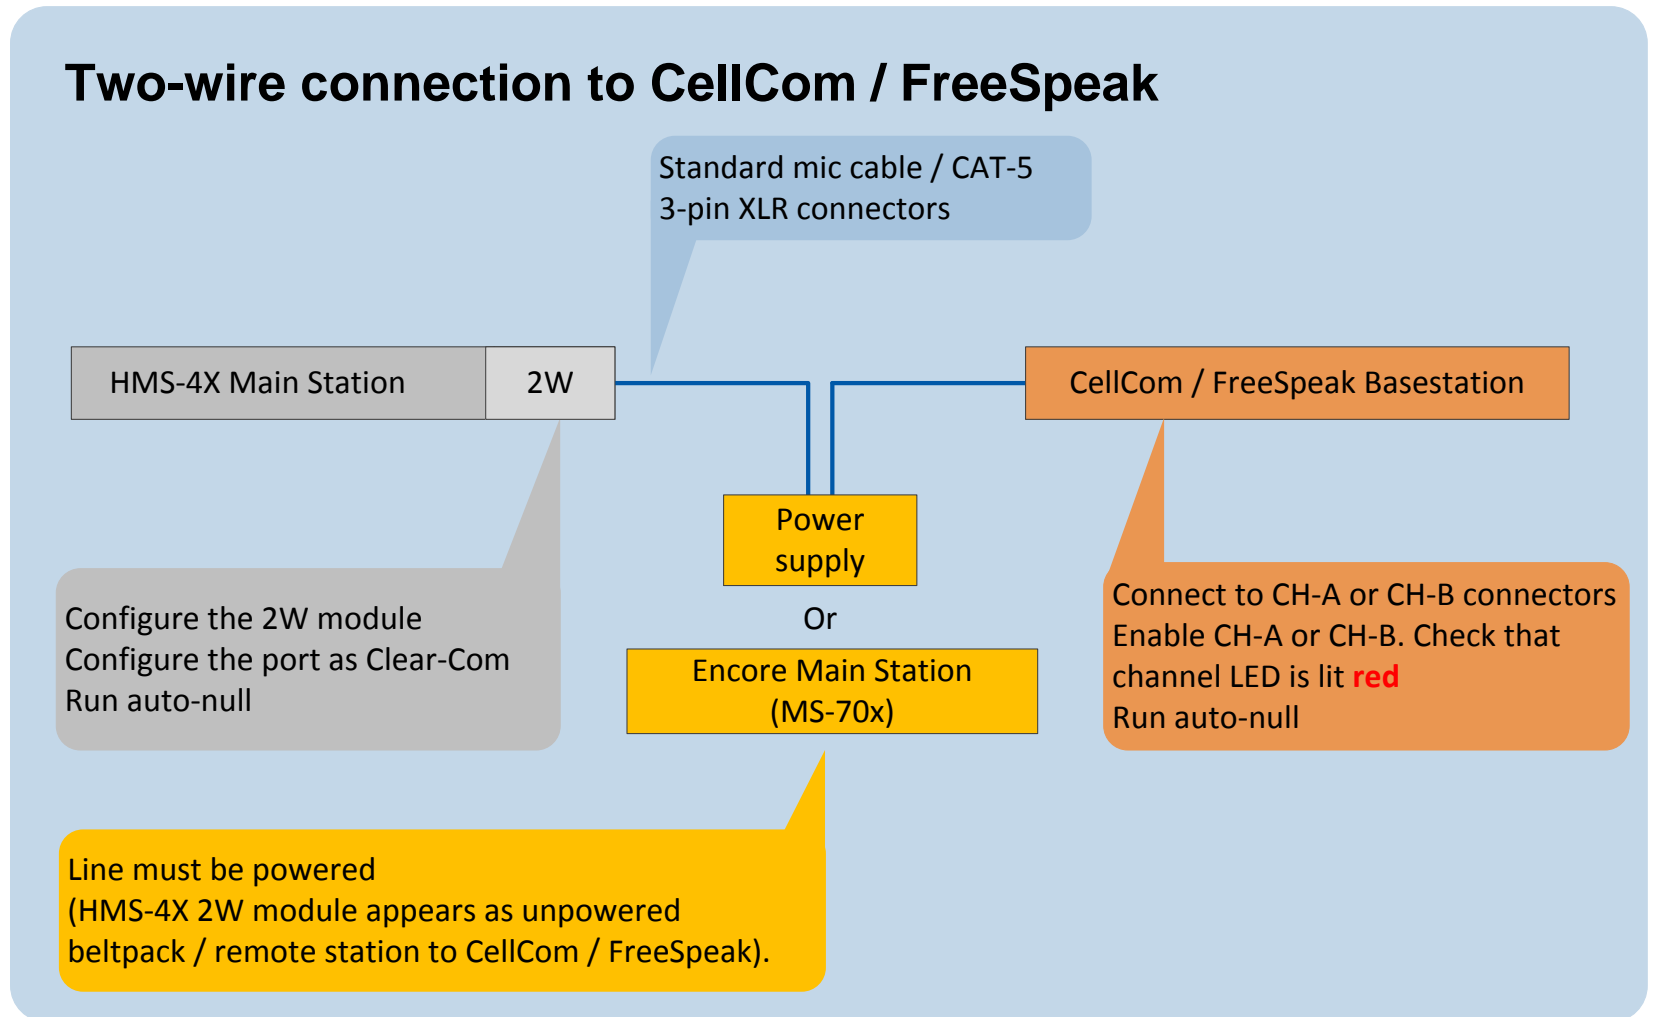 Two-wire connection to CellCom / FreeSpeak
Standard mic cable / CAT-5
3-pin XLR connectors
HMS-4X Main Station
2W
CellCom / FreeSpeak Basestation
Power
supply
Or
Encore Main Station
(MS-70x)
Configure the 2W module
Configure the port as Clear-Com
Run auto-null
Connect to CH-A or CH-B connectors
Enable CH-A or CH-B. Check that
channel LED is lit red
Run auto-null
Line must be powered
(HMS-4X 2W module appears as unpowered
beltpack / remote station to CellCom / FreeSpeak).